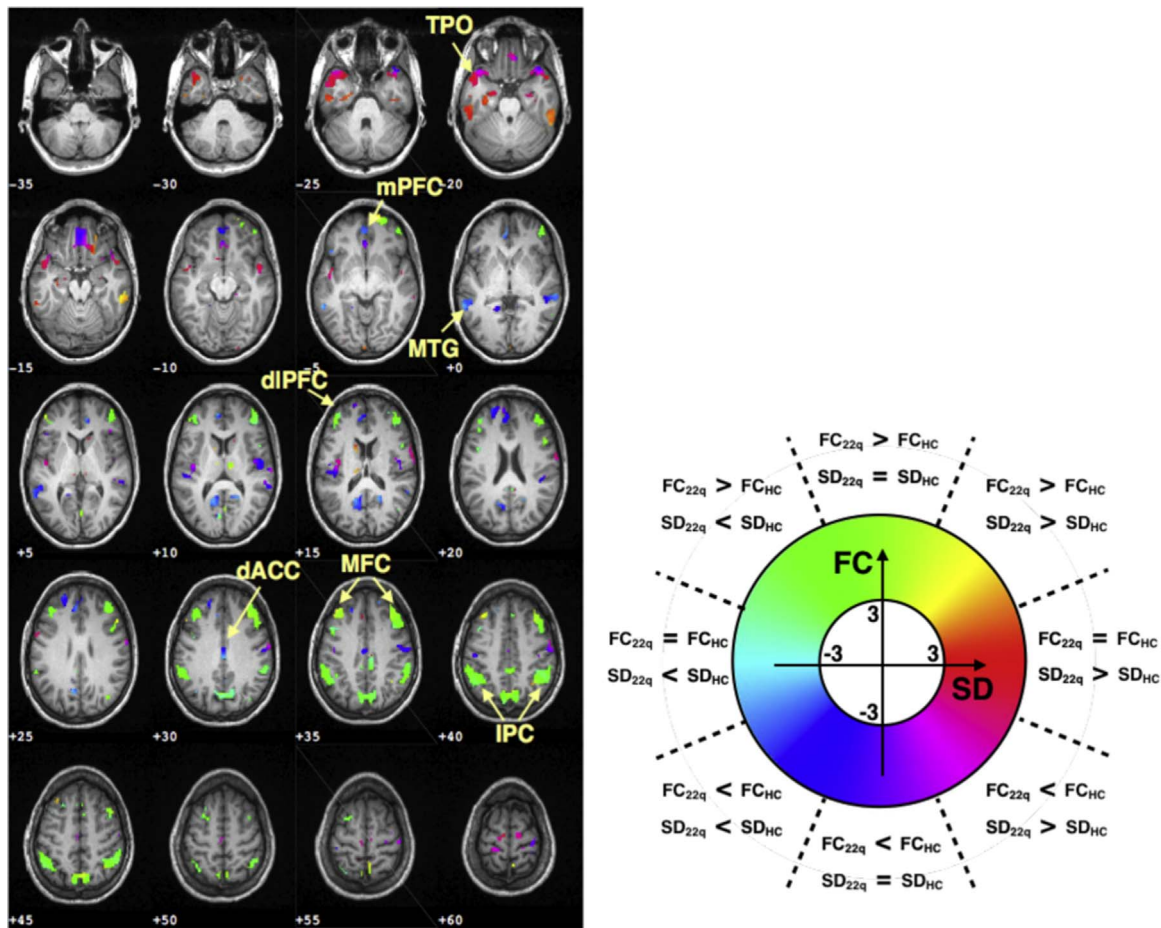 TPO
-35
-30
-25
-20
mPFC
MTG
-15
-10
-5
+0
dlPFC
+5
+10
+15
+20
dACC
MFC
IPC
+25
+30
+35
+40
+45
+50
+55
+60
FC22q > FCHC
SD22q = SDHC
FC22q > FCHC
SD22q < SDHC
FC22q > FCHC
SD22q > SDHC
FC22q = FCHC
SD22q < SDHC
FC
3
-3
3
SD
-3
FC22q = FCHC
SD22q > SDHC
FC22q < FCHC
SD22q < SDHC
FC22q < FCHC
SD22q > SDHC
FC22q < FCHC
SD22q = SDHC